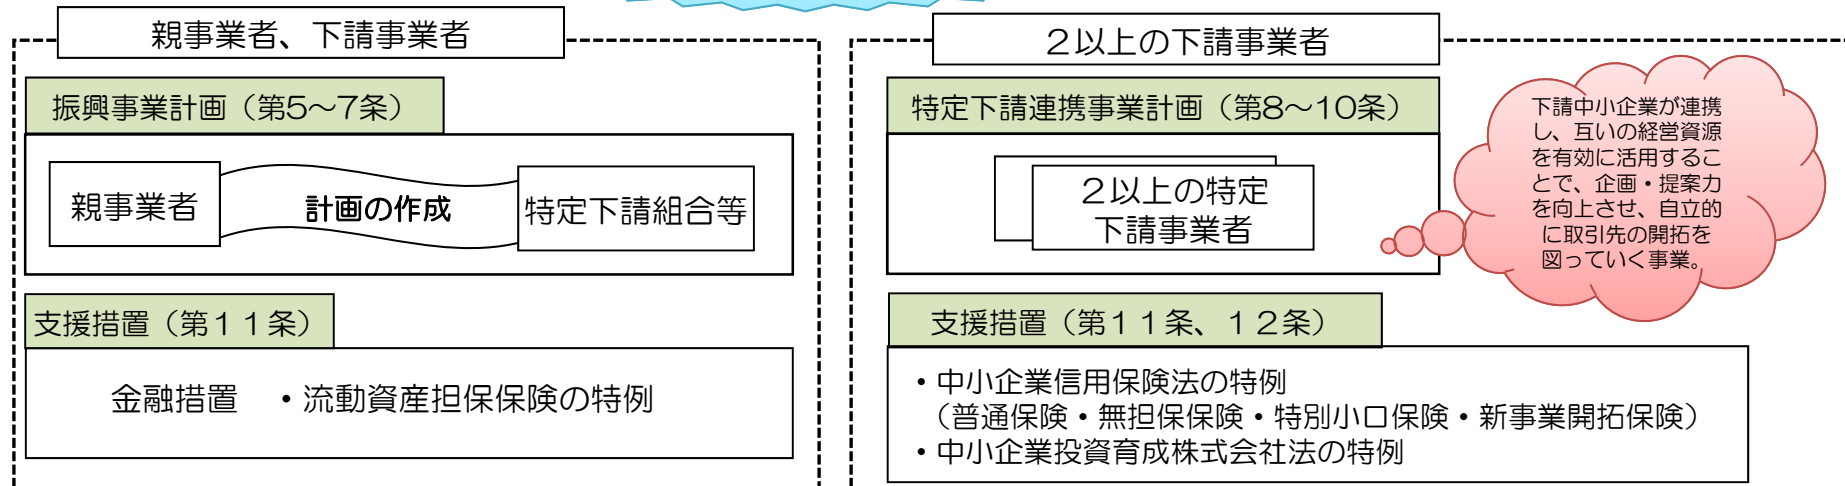 親事業者、下請事業者
振興事業計画（第5～7条）
親事業者
計画の作成
特定下請組合等
支援措置（第１１条）
金融措置　・流動資産担保保険の特例
２以上の下請事業者
特定下請連携事業計画（第8～10条）
２以上の特定
下請事業者
下請中小企業が連携
し、互いの経営資源
を有効に活用するこ
とで、企画・提案力
を向上させ、自立的
に取引先の開拓を
図っていく事業。
支援措置（第１１条、１２条）
・中小企業信用保険法の特例
（普通保険・無担保保険・特別小口保険・新事業開拓保険）
・中小企業投資育成株式会社法の特例